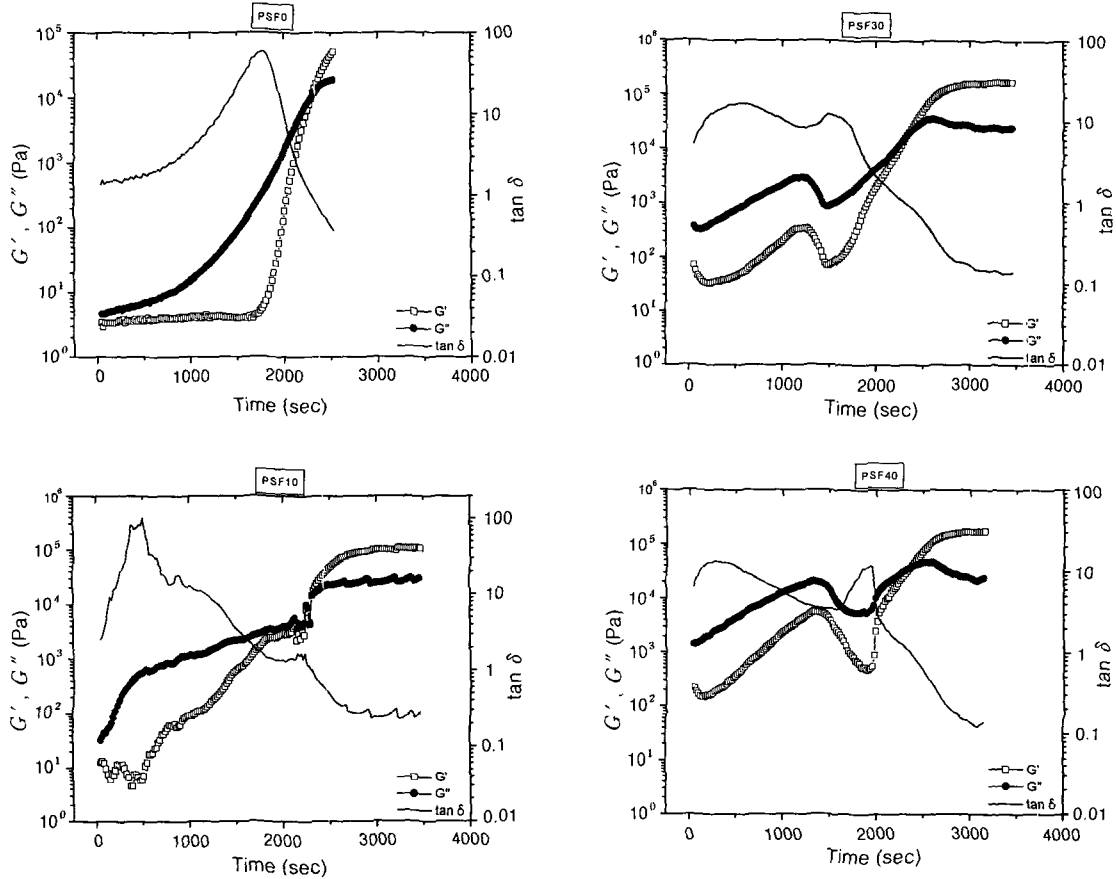 PSF0
10^5
10^4
10^3
10^2
10^1
10^0
G′, G″ (Pa)
100
10
1
0.1
0.01
tan δ
G'
G"
tan δ
0
1000
2000
3000
4000
Time (sec)
PSF30
10^6
10^5
10^4
10^3
10^2
10^1
10^0
G′, G″ (Pa)
100
10
1
0.1
0.01
tan δ
G'
G"
tan δ
0
1000
2000
3000
4000
Time (sec)
PSF10
10^6
10^5
10^4
10^3
10^2
10^1
10^0
G′, G″ (Pa)
100
10
1
0.1
0.01
tan δ
G'
G"
tan δ
0
1000
2000
3000
4000
Time (sec)
PSF40
10^6
10^5
10^4
10^3
10^2
10^1
10^0
G′, G″ (Pa)
100
10
1
0.1
0.01
tan δ
G'
G"
tan δ
0
1000
2000
3000
4000
Time (sec)